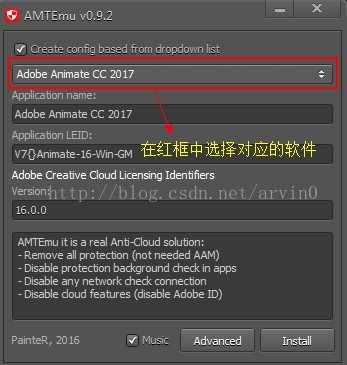 AMTEmu v0.9.2
Create config based from dropdown list
Adobe Animate CC 2017
Application name:
Adobe Animate CC 2017
Application LEID:
V7{}Animate-16-Win-GM
在红框中选择对应的软件
Adobe Creative Cloud Licensing Identifiers
Version:
http://blog.csdn.net/arvin0
16.0.0
AMTEmu it is a real Anti-Cloud solution:
- Remove all protection (not needed AAM)
- Disable protection background check in apps
- Disable any network check connection
- Disable cloud features (disable Adobe ID)
PainteR, 2016
Music
Advanced
Install